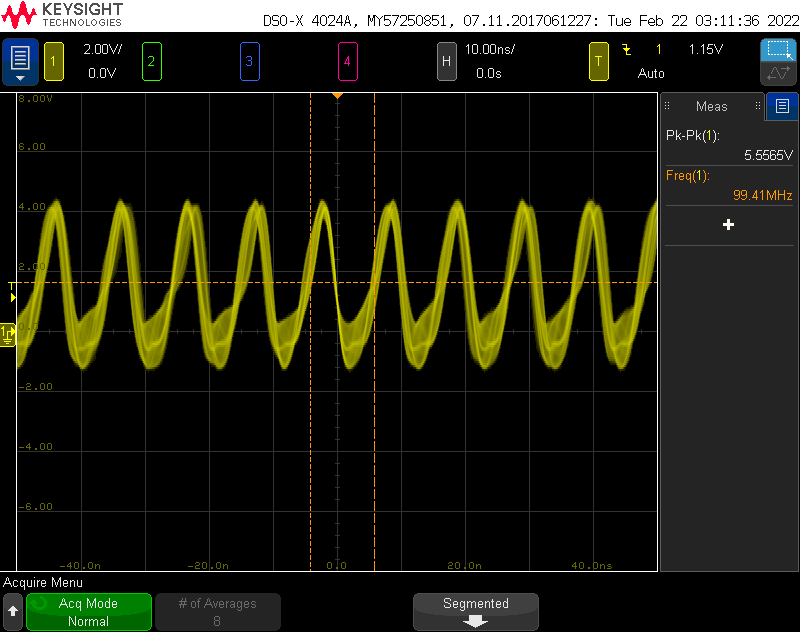 KEYSIGHT
TECHNOLOGIES
DSO-X 4024A, MY57250851, 07.11.2017061227: Tue Feb 22 03:11:36 2022
1 2.00V/ 2 3 4 H 10.00ns/ T 1 1.15V
0.0V 0.0s Auto
8.00V
6.00
4.00
2.00
0.0
-2.00
-4.00
-6.00
-40.0n -20.0n 0.0 20.0n 40.0ns
T
1
Meas
Pk-Pk(1):
5.5565V
Freq(1):
99.41MHz
Acquire Menu
Acq Mode
Normal
# of Averages
8
Segmented